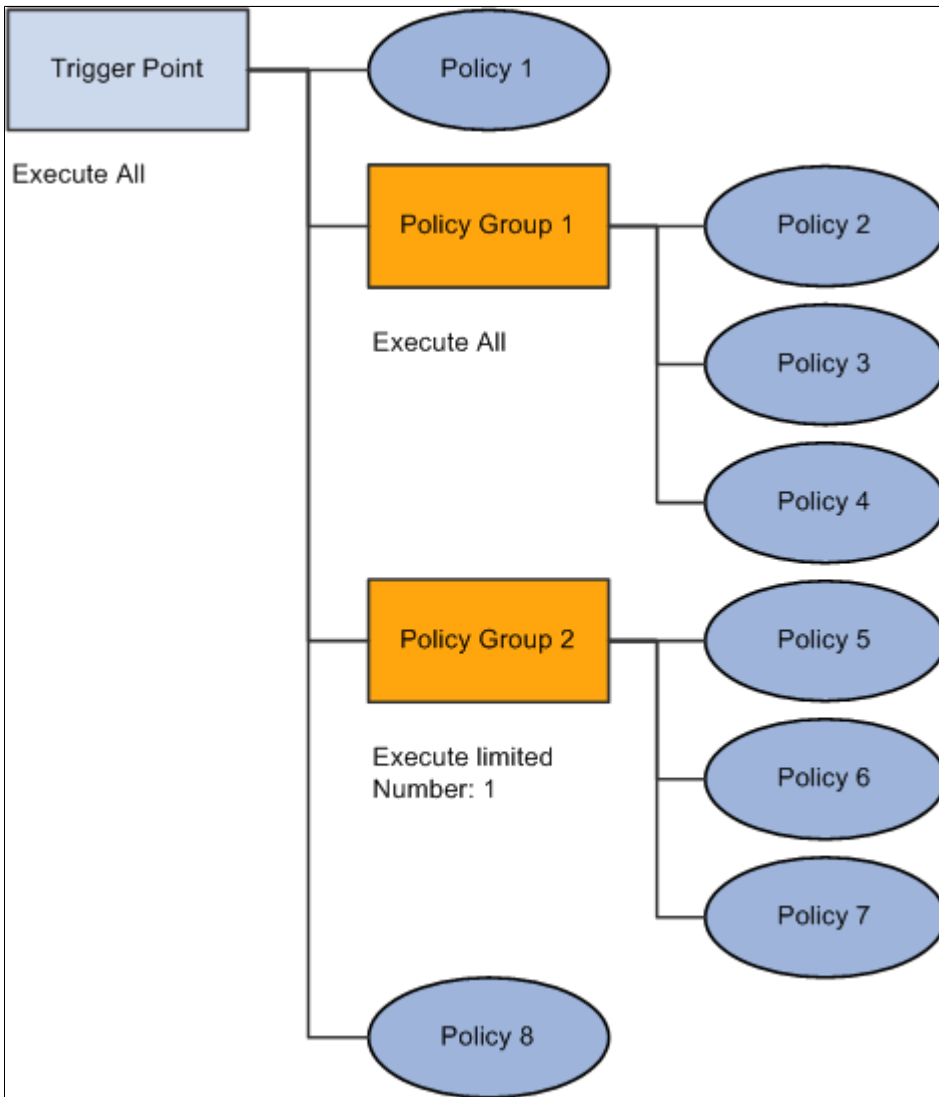 Trigger Point
Policy 1
Execute All
Policy Group 1
Policy 2
Execute All
Policy 3
Policy 4
Policy Group 2
Policy 5
Execute limited
Number: 1
Policy 6
Policy 7
Policy 8